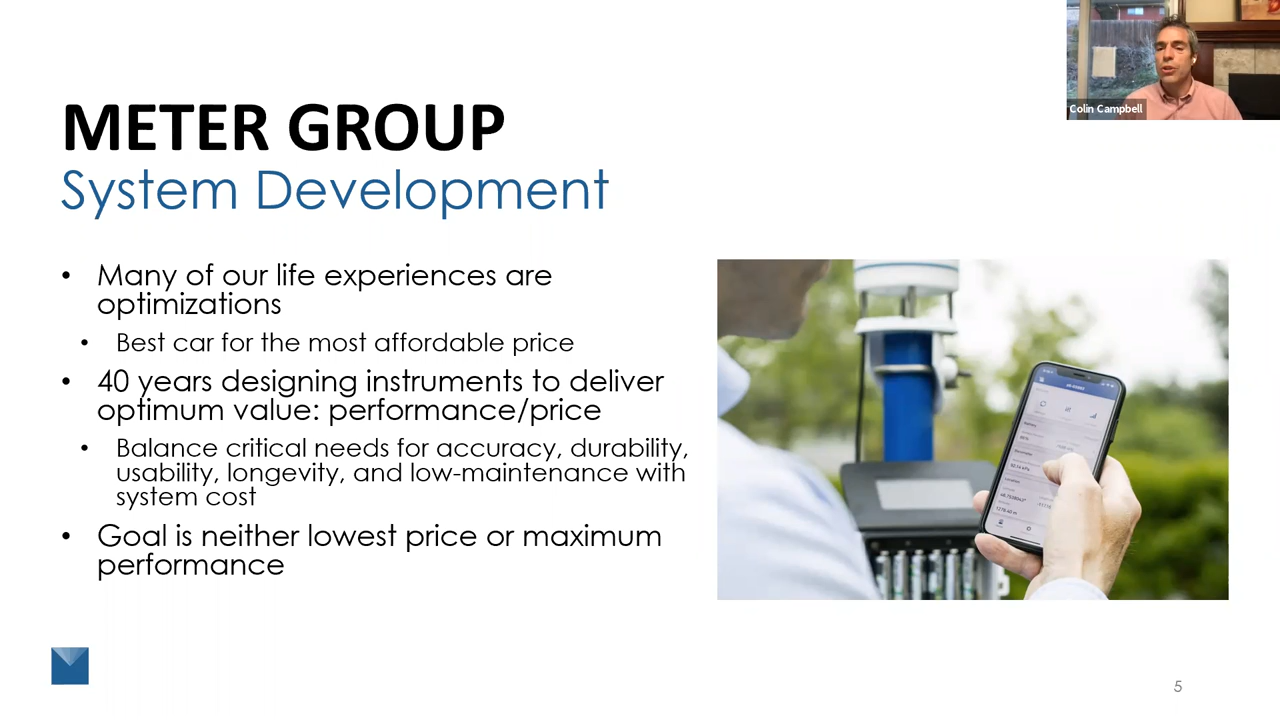 Colin Campbell
METER GROUP
System Development
• Many of our life experiences are
optimizations
• Best car for the most affordable price
• 40 years designing instruments to deliver
optimum value: performance/price
• Balance critical needs for accuracy, durability,
usability, longevity, and low-maintenance with
system cost
• Goal is neither lowest price or maximum
performance
5